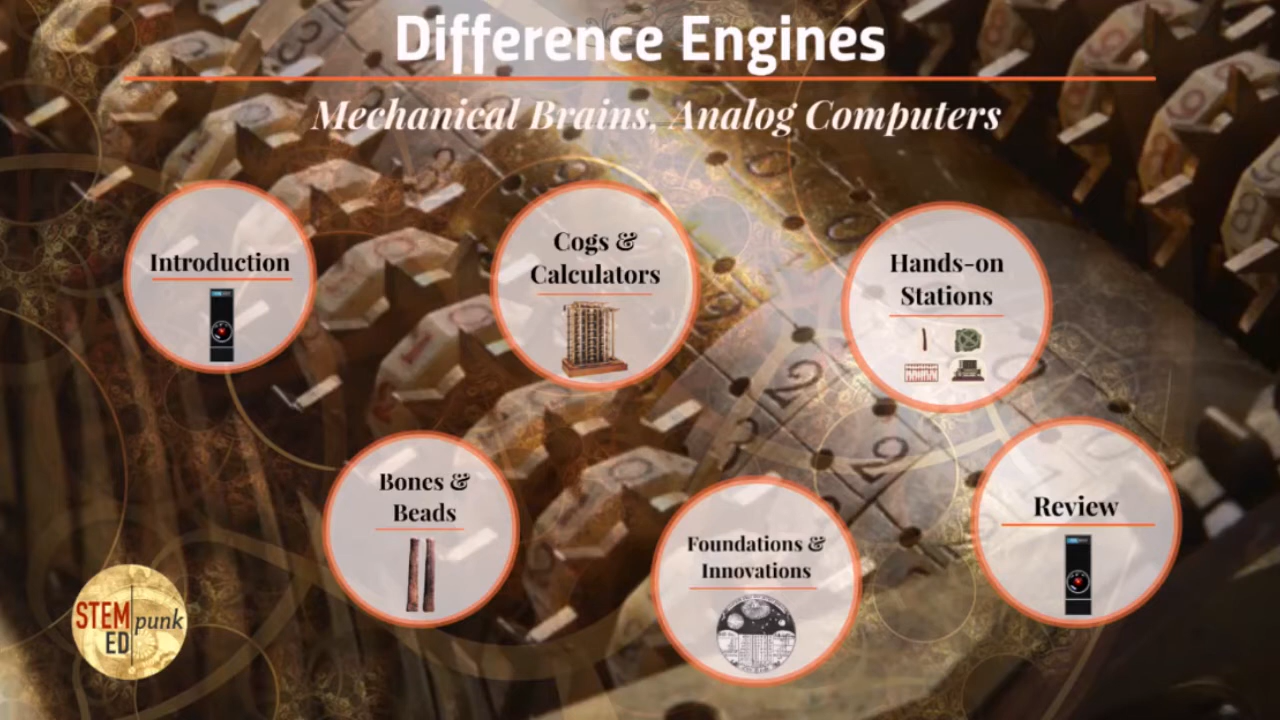 Difference Engines
Mechanical Brains, Analog Computers
Introduction
Cogs &
Calculators
Hands-on
Stations
Bones &
Beads
Foundations &
Innovations
Review
STEM punk
ED